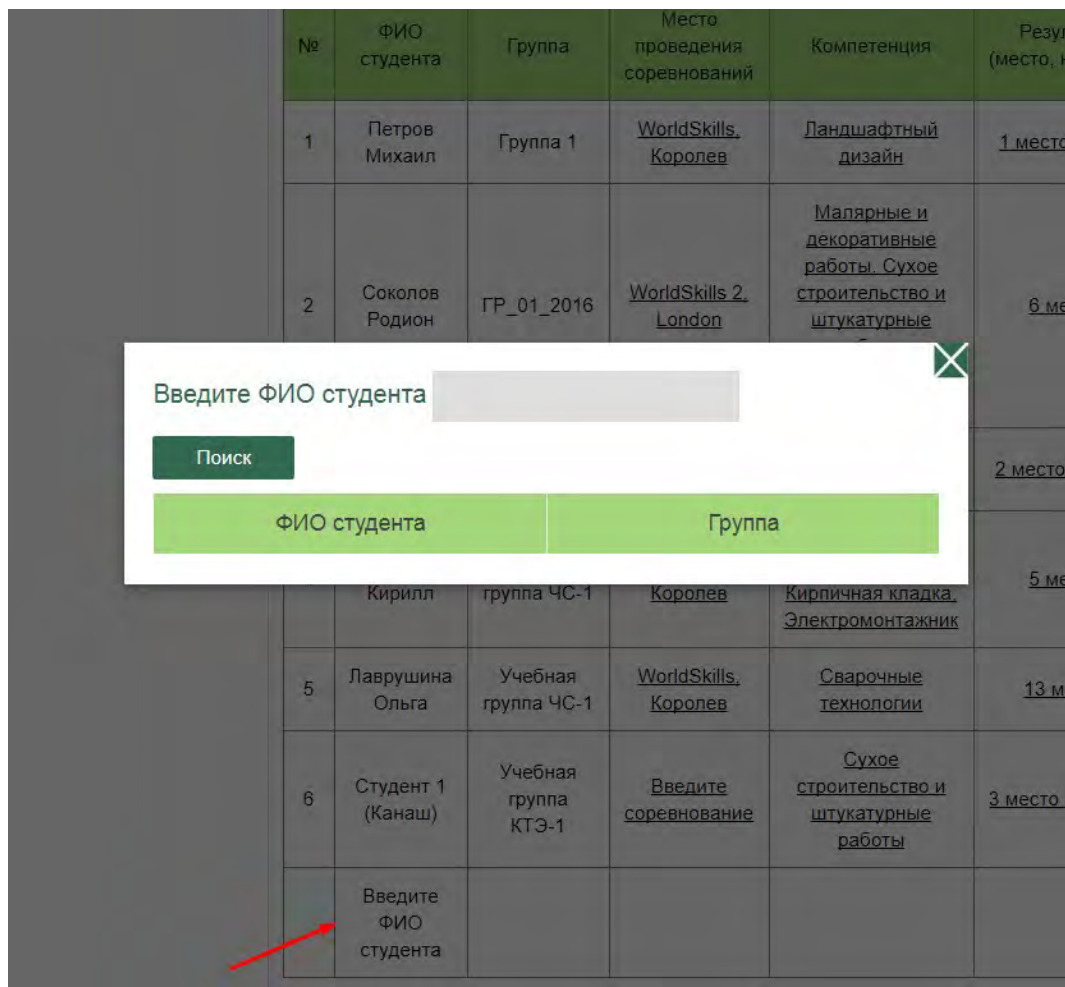 №
ФИО
студента
Группа
Место
проведения
соревнований
Компетенция
Резул
(место,
1
Петров
Михаил
Группа 1
WorldSkills,
Королев
Ландшафтный
дизайн
1 место
2
Соколов
Родион
ГР_01_2016
WorldSkills 2,
London
Малярные и
декоративные
работы, Сухое
строительство и
штукатурные
6 ме
Введите ФИО студента
Поиск
ФИО студента
Группа
2 место
Кирилл
группа ЧС-1
Королев
Кирпичная кладка,
Электромонтажник
5 ме
5
Лаврушина
Ольга
Учебная
группа ЧС-1
WorldSkills,
Королев
Сварочные
технологии
13 м
6
Студент 1
(Канаш)
Учебная
группа
КТЭ-1
Введите
соревнование
Сухое
строительство и
штукатурные
работы
3 место
Введите
ФИО
студента